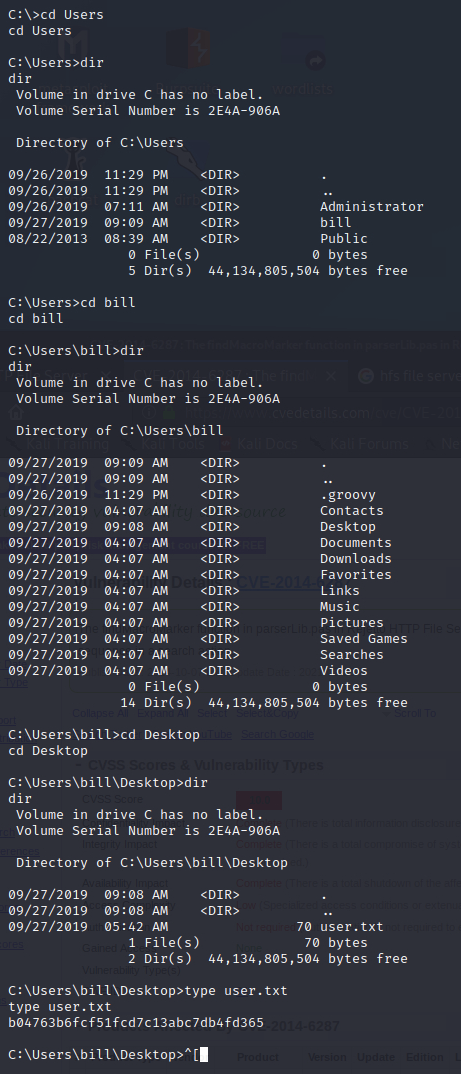 C:\>cd Users
cd Users
C:\Users>dir
dir
 Volume in drive C has no label.
 Volume Serial Number is 2E4A-906A
 Directory of C:\Users
09/26/2019  11:29 PM    <DIR>          .
09/26/2019  11:29 PM    <DIR>          ..
09/26/2019  07:11 AM    <DIR>          Administrator
09/27/2019  09:09 AM    <DIR>          bill
08/22/2013  08:39 AM    <DIR>          Public
               0 File(s)              0 bytes
               5 Dir(s)  44,134,805,504 bytes free
C:\Users>cd bill
cd bill
C:\Users\bill>dir
dir
 Volume in drive C has no label.
 Volume Serial Number is 2E4A-906A
 Directory of C:\Users\bill
09/27/2019  09:09 AM    <DIR>          .
09/27/2019  09:09 AM    <DIR>          ..
09/26/2019  11:29 PM    <DIR>          .groovy
09/27/2019  04:07 AM    <DIR>          Contacts
09/27/2019  09:08 AM    <DIR>          Desktop
09/27/2019  04:07 AM    <DIR>          Documents
09/27/2019  04:07 AM    <DIR>          Downloads
09/27/2019  04:07 AM    <DIR>          Favorites
09/27/2019  04:07 AM    <DIR>          Links
09/27/2019  04:07 AM    <DIR>          Music
09/27/2019  04:07 AM    <DIR>          Pictures
09/27/2019  04:07 AM    <DIR>          Saved Games
09/27/2019  04:07 AM    <DIR>          Searches
09/27/2019  04:07 AM    <DIR>          Videos
               0 File(s)              0 bytes
              14 Dir(s)  44,134,805,504 bytes free
C:\Users\bill>cd Desktop
cd Desktop
C:\Users\bill\Desktop>dir
dir
 Volume in drive C has no label.
 Volume Serial Number is 2E4A-906A
 Directory of C:\Users\bill\Desktop
09/27/2019  09:08 AM    <DIR>          .
09/27/2019  09:08 AM    <DIR>          ..
09/27/2019  05:42 AM                70 user.txt
               1 File(s)             70 bytes
               2 Dir(s)  44,134,805,504 bytes free
C:\Users\bill\Desktop>type user.txt
type user.txt
b04763b6fcf51fcd7c13abc7db4fd365
C:\Users\bill\Desktop>^[